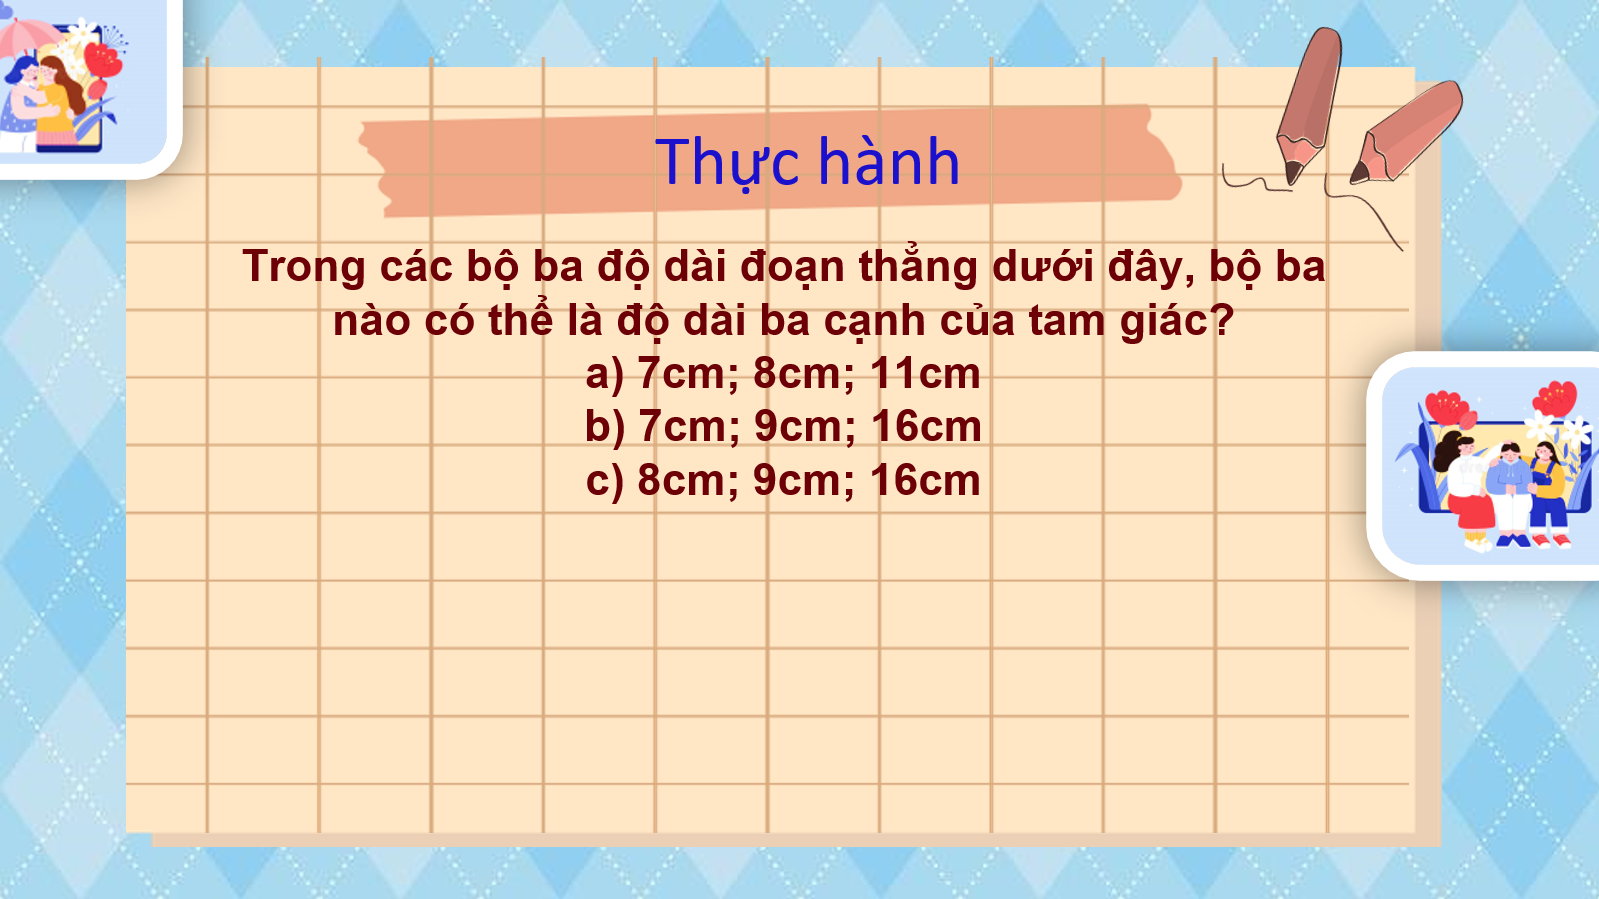 Thực hành
Trong các bộ ba độ dài đoạn thẳng dưới đây, bộ ba
nào có thể là độ dài ba cạnh của tam giác?
a) 7cm; 8cm; 11cm
b) 7cm; 9cm; 16cm
c) 8cm; 9cm; 16cm